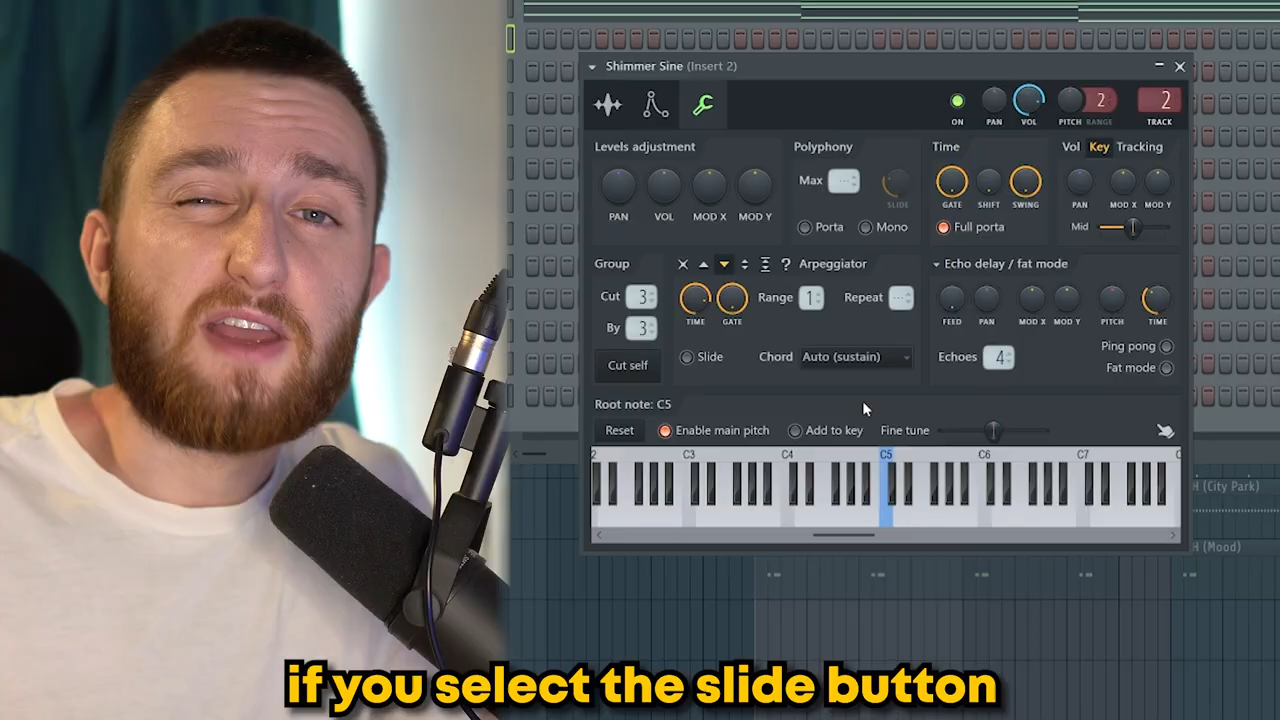 Shimmer Sine (Insert 2)
ON PAN VOL PITCH 2 RANGE 2 TRACK
Levels adjustment
PAN VOL MOD X MOD Y
Polyphony
Max ---
SLIDE
Porta Mono
Time
GATE SHIFT SWING
Full porta
Vol Key Tracking
PAN MOD X MOD Y
Mid
Group
Cut 3
By 3
Cut self
? Arpeggiator
TIME GATE Range 1 Repeat ---
Slide Chord Auto (sustain)
Echo delay / fat mode
FEED PAN MOD X MOD Y PITCH TIME
Echoes 4 Ping pong
Fat mode
Root note: C5
Reset Enable main pitch Add to key Fine tune
2 C3 C4 C5 C6 C7 C
H (City Park)
H (Mood)
if you select the slide button